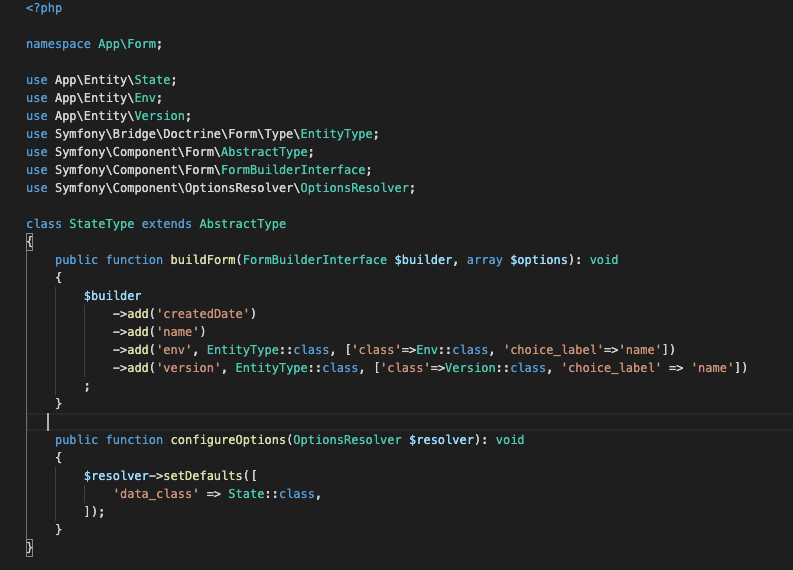 <?php
namespace App\Form;
use App\Entity\State;
use App\Entity\Env;
use App\Entity\Version;
use Symfony\Bridge\Doctrine\Form\Type\EntityType;
use Symfony\Component\Form\AbstractType;
use Symfony\Component\Form\FormBuilderInterface;
use Symfony\Component\OptionsResolver\OptionsResolver;
class StateType extends AbstractType
{
    public function buildForm(FormBuilderInterface $builder, array $options): void
    {
        $builder
            ->add('createdDate')
            ->add('name')
            ->add('env', EntityType::class, ['class'=>Env::class, 'choice_label'=>'name'])
            ->add('version', EntityType::class, ['class'=>Version::class, 'choice_label' => 'name'])
        ;
    }
    public function configureOptions(OptionsResolver $resolver): void
    {
        $resolver->setDefaults([
            'data_class' => State::class,
        ]);
    }
}